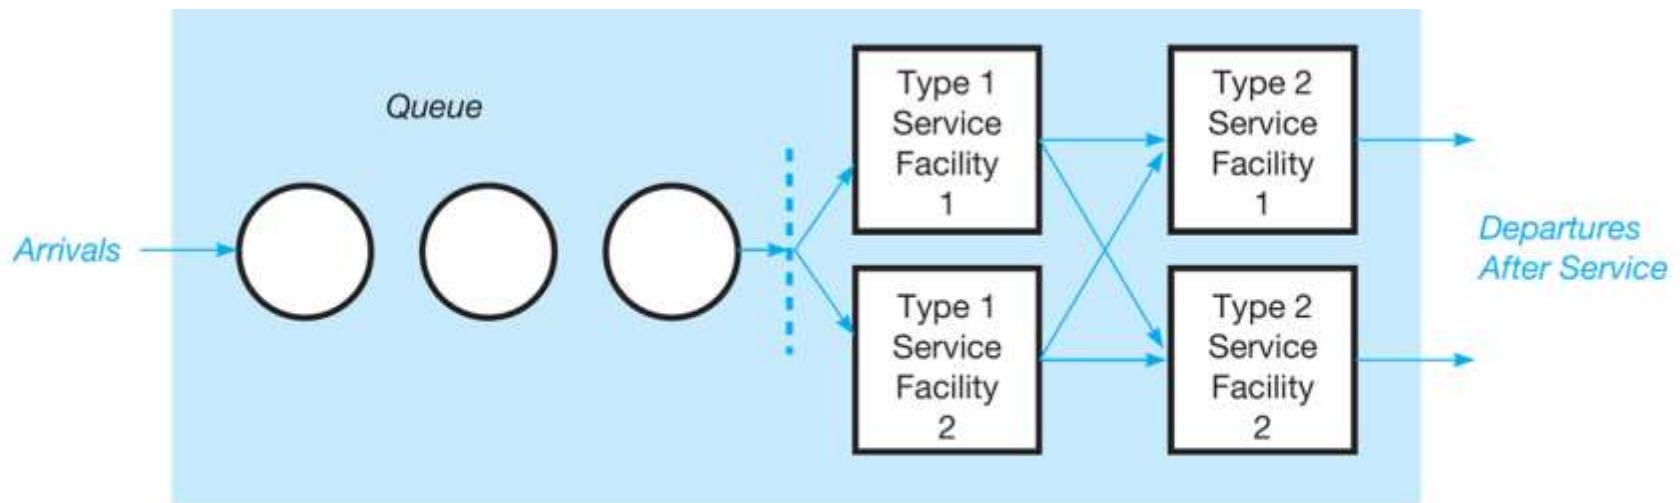 Queue
Arrivals
Type 1
Service
Facility
1
Type 2
Service
Facility
1
Type 1
Service
Facility
2
Type 2
Service
Facility
2
Departures
After Service